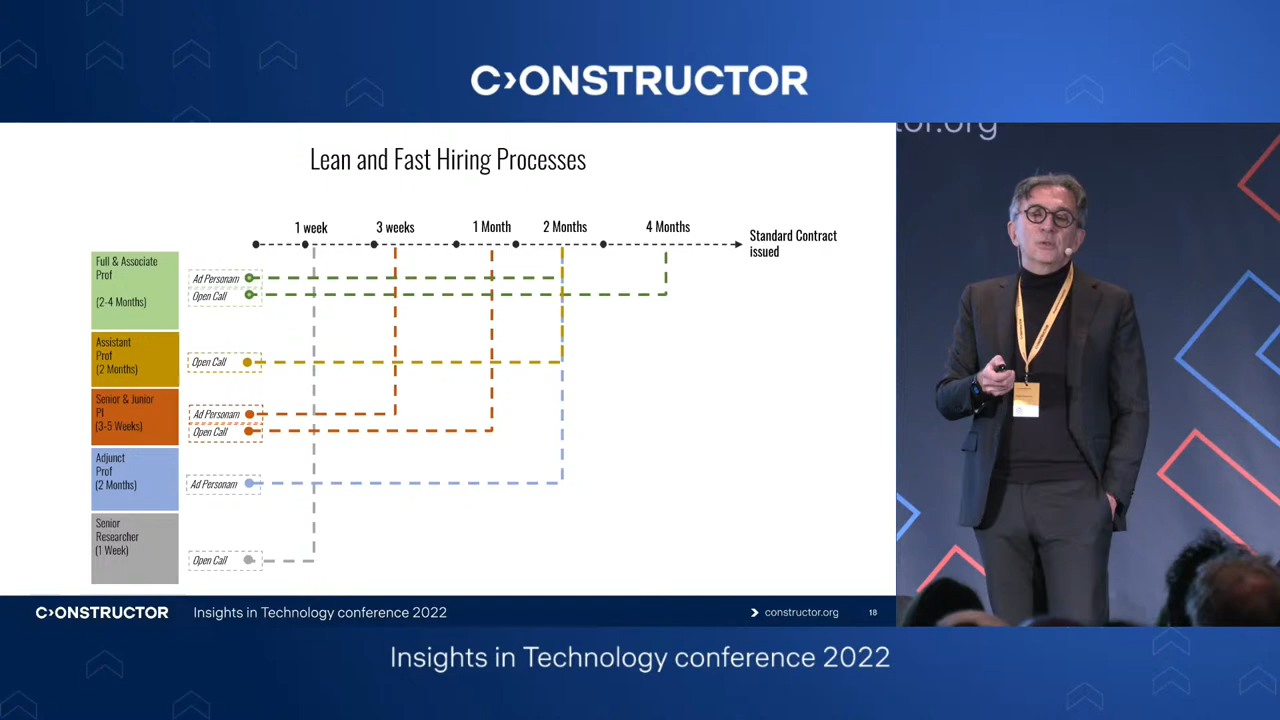 C›ONSTRUCTOR
tor.org
Lean and Fast Hiring Processes
1 week
3 weeks
1 Month
2 Months
4 Months
Standard Contract
issued
Full & Associate
Prof
(2-4 Months)
Ad Personam
Open Call
Assistant
Prof
(2 Months)
Open Call
Senior & Junior
PI
(3-5 Weeks)
Ad Personam
Open Call
Adjunct
Prof
(2 Months)
Ad Personam
Senior
Researcher
(1 Week)
Open Call
C›ONSTRUCTOR
Insights in Technology conference 2022
constructor.org
18
Insights in Technology conference 2022